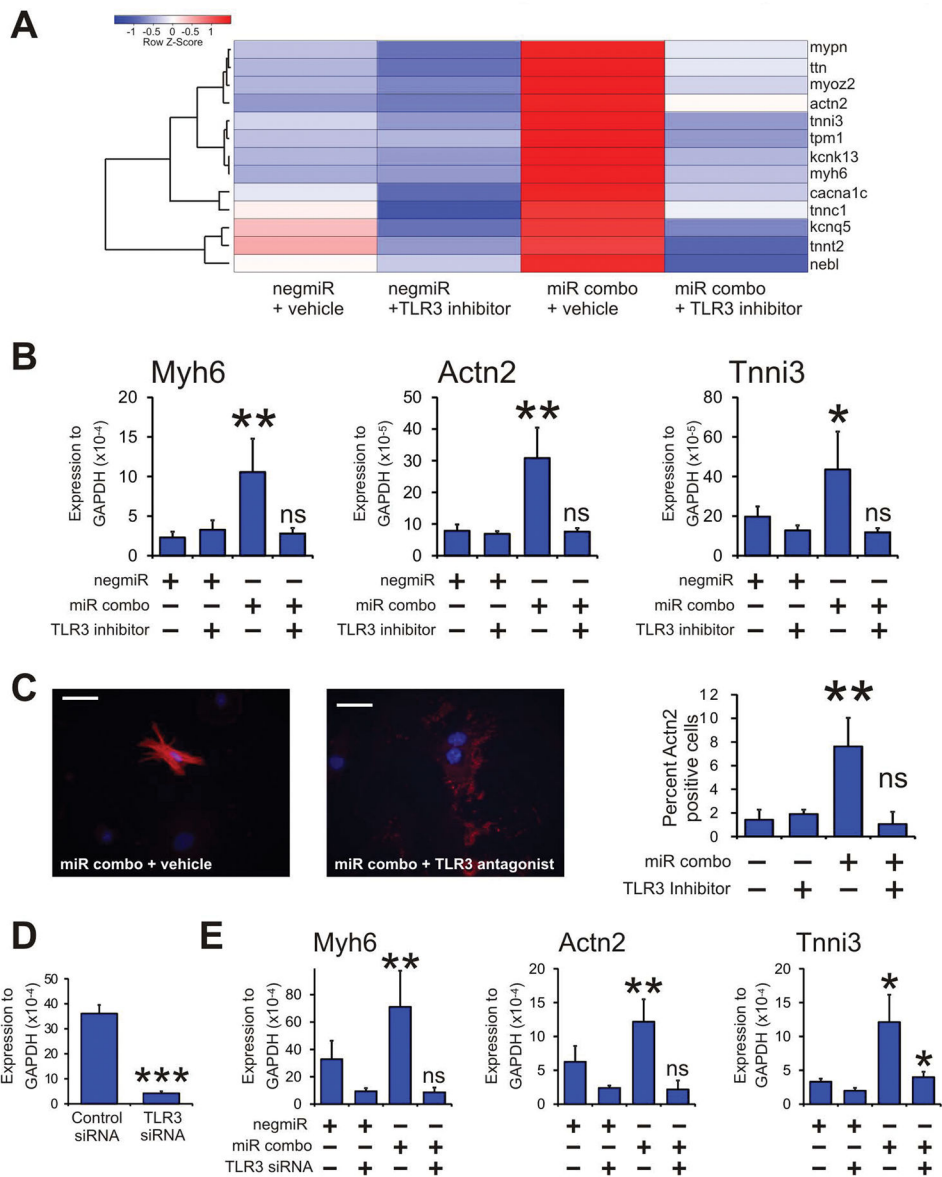 A
-1 -0.5 0 0.5 1
Row Z-Score
mypn
ttn
myoz2
actn2
tnni3
tpm1
kcnk13
myh6
cacna1c
tnnc1
kcnq5
tnnt2
nebl
negmiR
+ vehicle
negmiR
+TLR3 inhibitor
miR combo
+ vehicle
miR combo
+ TLR3 inhibitor
B
Myh6
Expression to
GAPDH (x10-4)
20
15
10
5
0
** ns
negmiR + + – –
miR combo – – + +
TLR3 inhibitor – + – +
Actn2
Expression to
GAPDH (x10-5)
50
40
30
20
10
0
** ns
negmiR + + – –
miR combo – – + +
TLR3 inhibitor – + – +
Tnni3
Expression to
GAPDH (x10-5)
80
60
40
20
0
* ns
negmiR + + – –
miR combo – – + +
TLR3 inhibitor – + – +
C
miR combo + vehicle
miR combo + TLR3 antagonist
Percent Actn2
positive cells
12
10
8
6
4
2
0
** ns
miR combo – – + +
TLR3 Inhibitor – + – +
D
Expression to
GAPDH (x10-4)
50
40
30
20
10
0
***
Control
siRNA
TLR3
siRNA
E
Myh6
Expression to
GAPDH (x10-4)
80
60
40
20
0
** ns
negmiR + + – –
miR combo – – + +
TLR3 siRNA – + – +
Actn2
Expression to
GAPDH (x10-4)
20
15
10
5
0
** ns
+ + – –
– – + +
– + – +
Tnni3
Expression to
GAPDH (x10-4)
20
15
10
5
0
* *
+ + – –
– – + +
– + – +